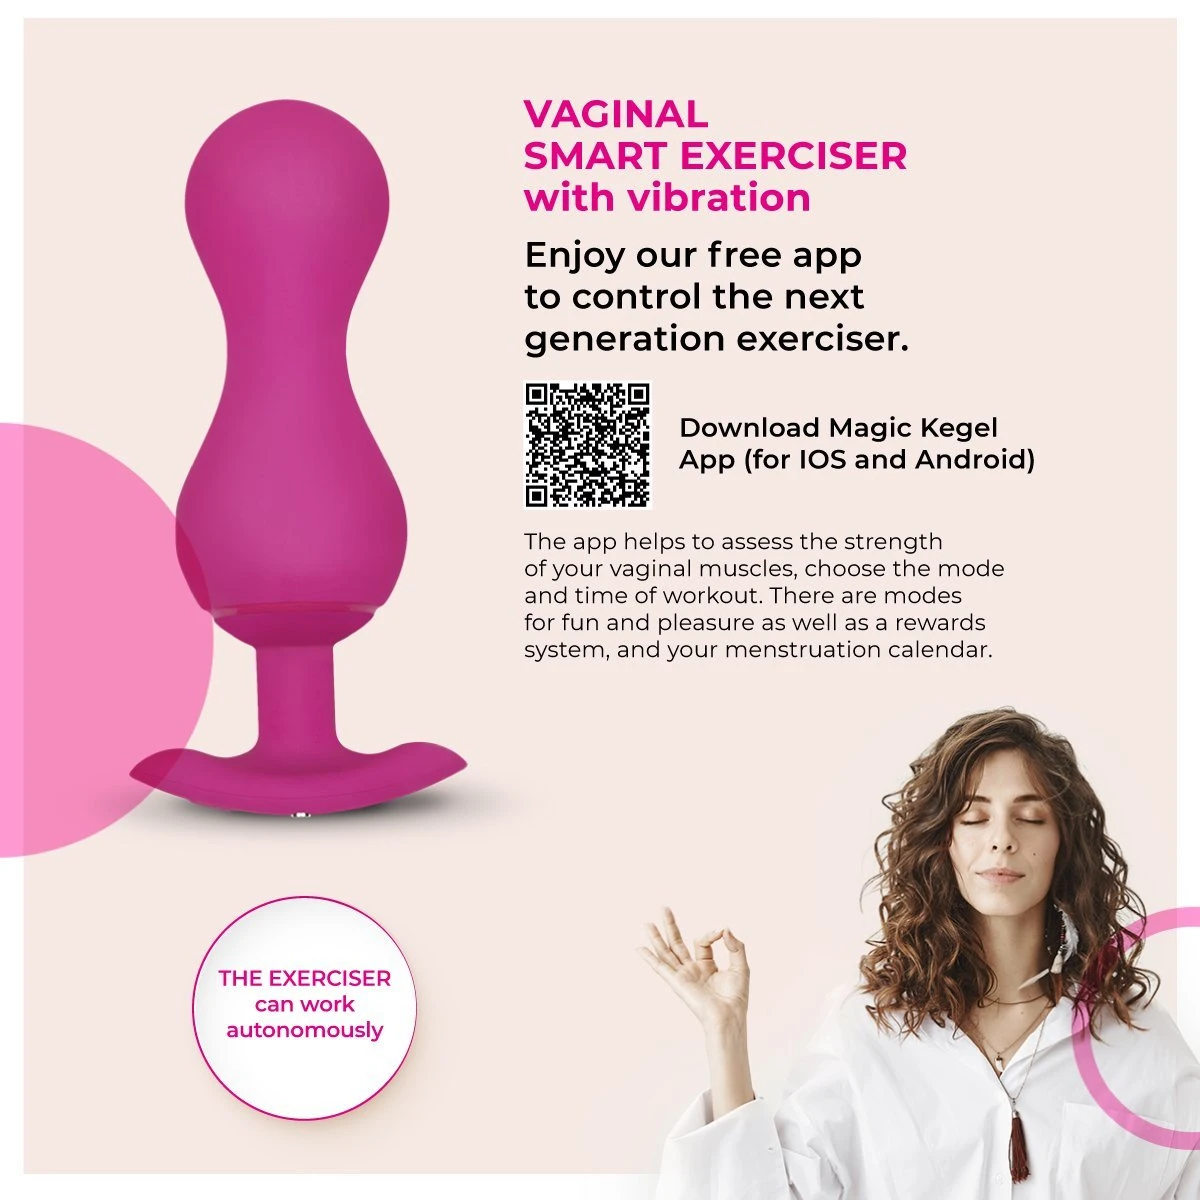 VAGINAL
SMART EXERCISER
with vibration
Enjoy our free app
to control the next
generation exerciser.
Download Magic Kegel
App (for IOS and Android)
The app helps to assess the strength
of your vaginal muscles, choose the mode
and time of workout. There are modes
for fun and pleasure as well as a rewards
system, and your menstruation calendar.
THE EXERCISER
can work
autonomously